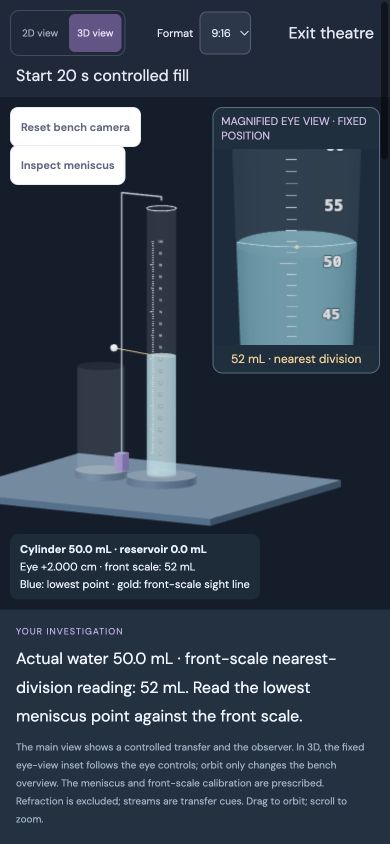 2D view 3D view Format 9:16 Exit theatre
Start 20 s controlled fill
Reset bench camera
Inspect meniscus
MAGNIFIED EYE VIEW · FIXED
POSITION
55
50
45
52 mL · nearest division
Cylinder 50.0 mL · reservoir 0.0 mL
Eye +2.000 cm · front scale: 52 mL
Blue: lowest point · gold: front-scale sight line
YOUR INVESTIGATION
Actual water 50.0 mL · front-scale nearest-
division reading: 52 mL. Read the lowest
meniscus point against the front scale.
The main view shows a controlled transfer and the observer. In 3D, the fixed
eye-view inset follows the eye controls; orbit only changes the bench
overview. The meniscus and front-scale calibration are prescribed.
Refraction is excluded; streams are transfer cues. Drag to orbit; scroll to
zoom.